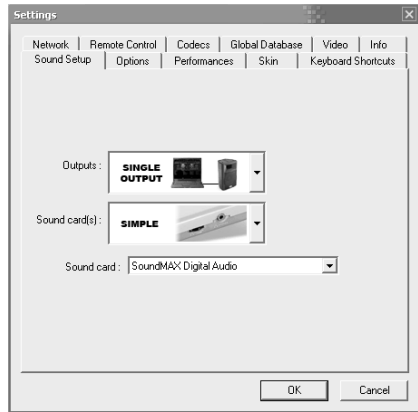 Settings
Network Remote Control Codecs Global Database Video Info
Sound Setup Options Performances Skin Keyboard Shortcuts
Outputs : SINGLE OUTPUT
Sound card(s) : SIMPLE
Sound card : SoundMAX Digital Audio
OK Cancel